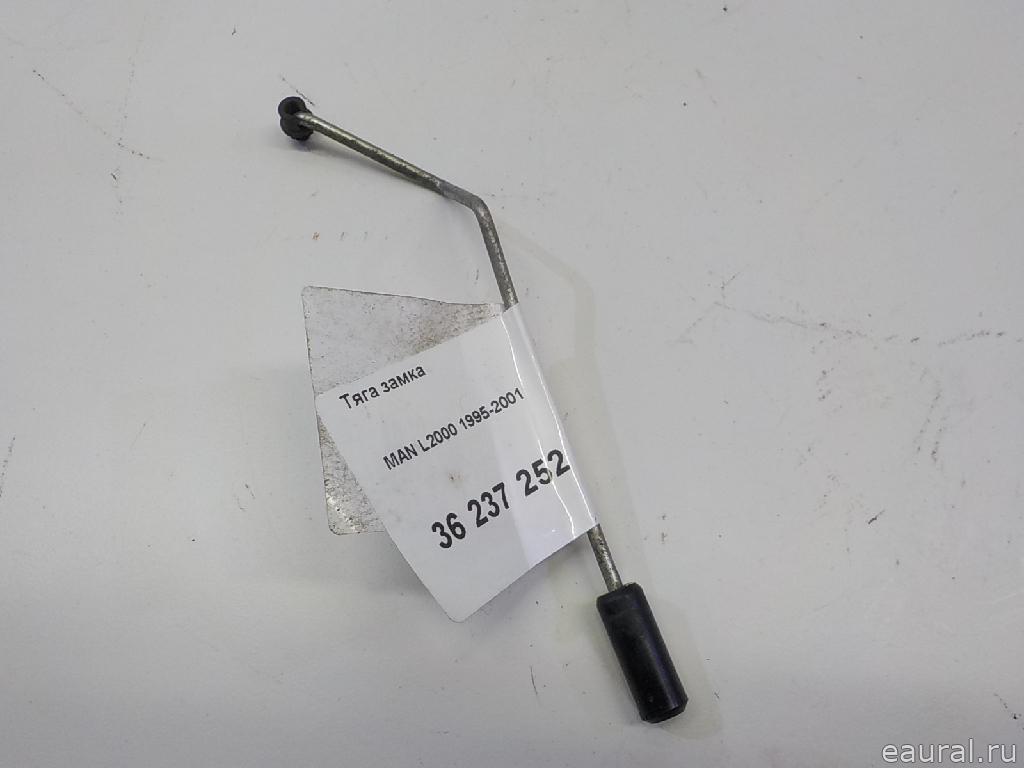 Тяга замка
MAN L2000 1995-2001
36 237 252
eaural.ru